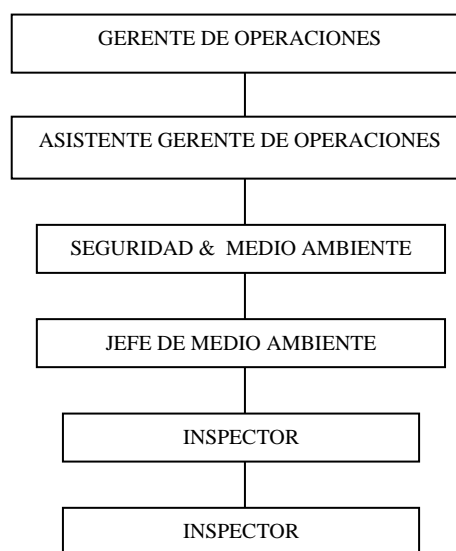 GERENTE DE OPERACIONES
ASISTENTE GERENTE DE OPERACIONES
SEGURIDAD & MEDIO AMBIENTE
JEFE DE MEDIO AMBIENTE
INSPECTOR
INSPECTOR